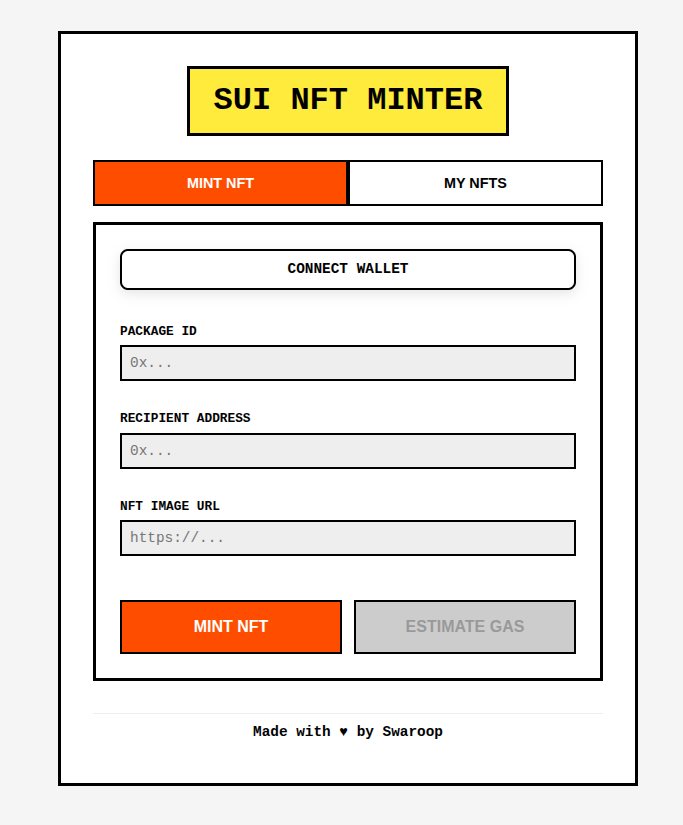 SUI NFT MINTER
MINT NFT
MY NFTS
CONNECT WALLET
PACKAGE ID
0x...
RECIPIENT ADDRESS
0x...
NFT IMAGE URL
https://...
MINT NFT
ESTIMATE GAS
Made with ♥ by Swaroop